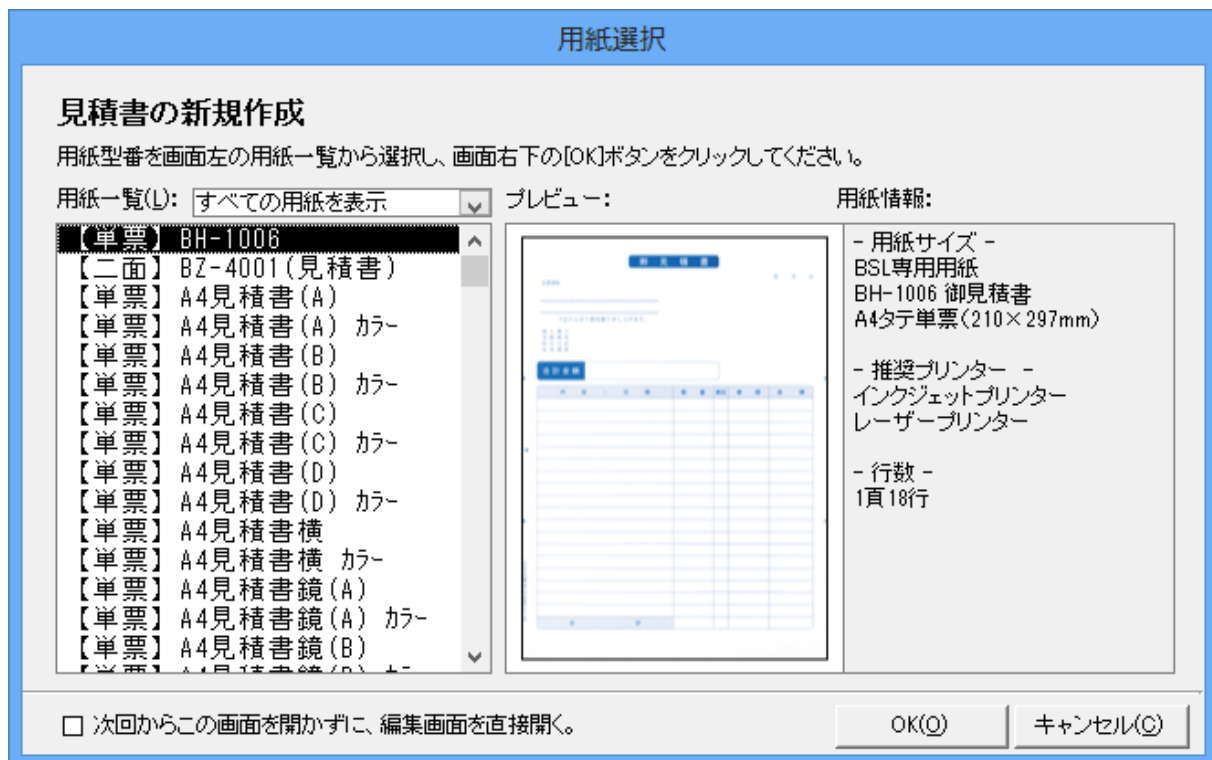 用紙選択
見積書の新規作成
用紙型番を画面左の用紙一覧から選択し、画面右下の[OK]ボタンをクリックしてください。
用紙一覧(L): すべての用紙を表示
【単票】 BH-1006
【二面】 BZ-4001(見積書)
【単票】 A4見積書(A)
【単票】 A4見積書(A) カラー
【単票】 A4見積書(B)
【単票】 A4見積書(B) カラー
【単票】 A4見積書(C)
【単票】 A4見積書(C) カラー
【単票】 A4見積書(D)
【単票】 A4見積書(D) カラー
【単票】 A4見積書横
【単票】 A4見積書横 カラー
【単票】 A4見積書鏡(A)
【単票】 A4見積書鏡(A) カラー
【単票】 A4見積書鏡(B)
プレビュー:
御見積書
合計金額
用紙情報:
- 用紙サイズ -
BSL専用用紙
BH-1006 御見積書
A4タテ単票(210×297mm)
- 推奨プリンター -
インクジェットプリンター
レーザープリンター
- 行数 -
1頁18行
次回からこの画面を開かずに、編集画面を直接開く。
OK(O)
キャンセル(C)